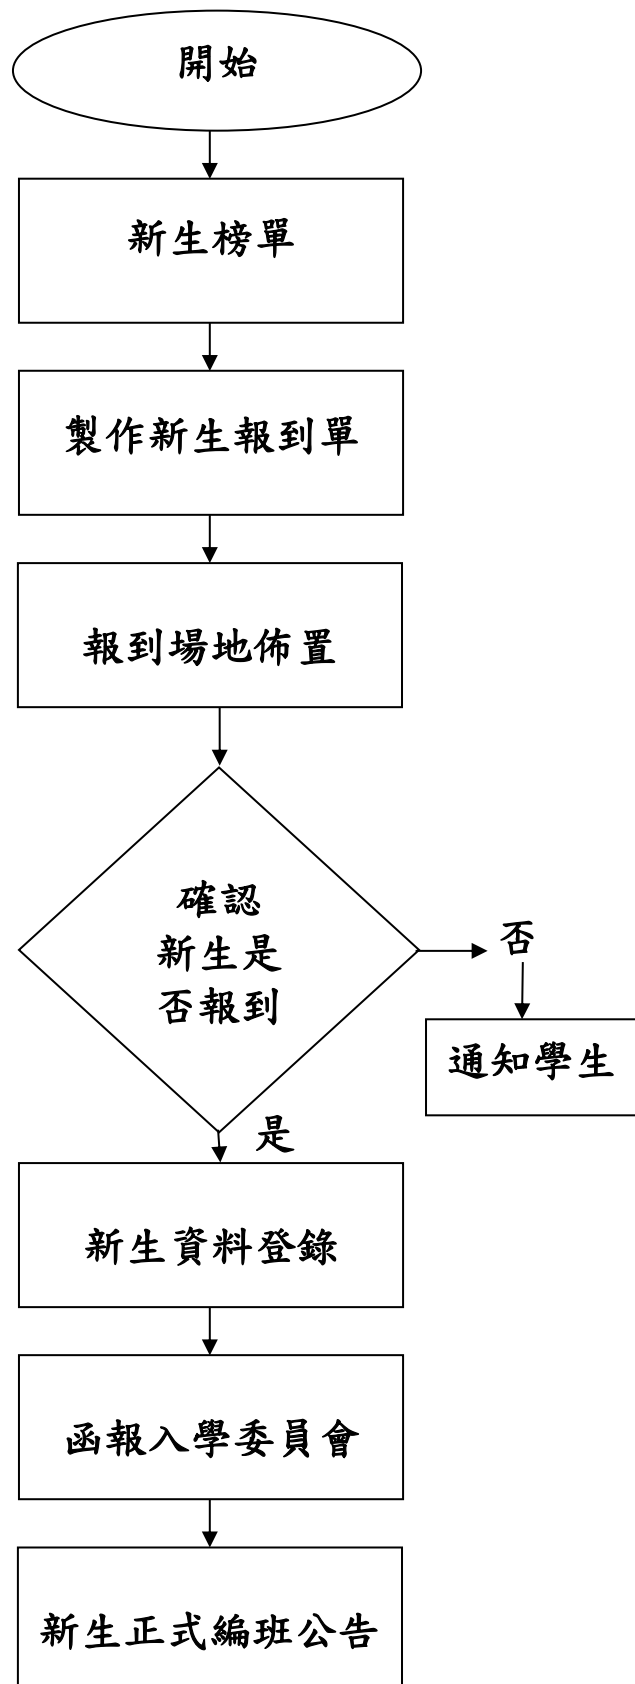 開始
新生榜單
製作新生報到單
報到場地佈置
確認
新生是
否報到
否
通知學生
是
新生資料登錄
函報入學委員會
新生正式編班公告